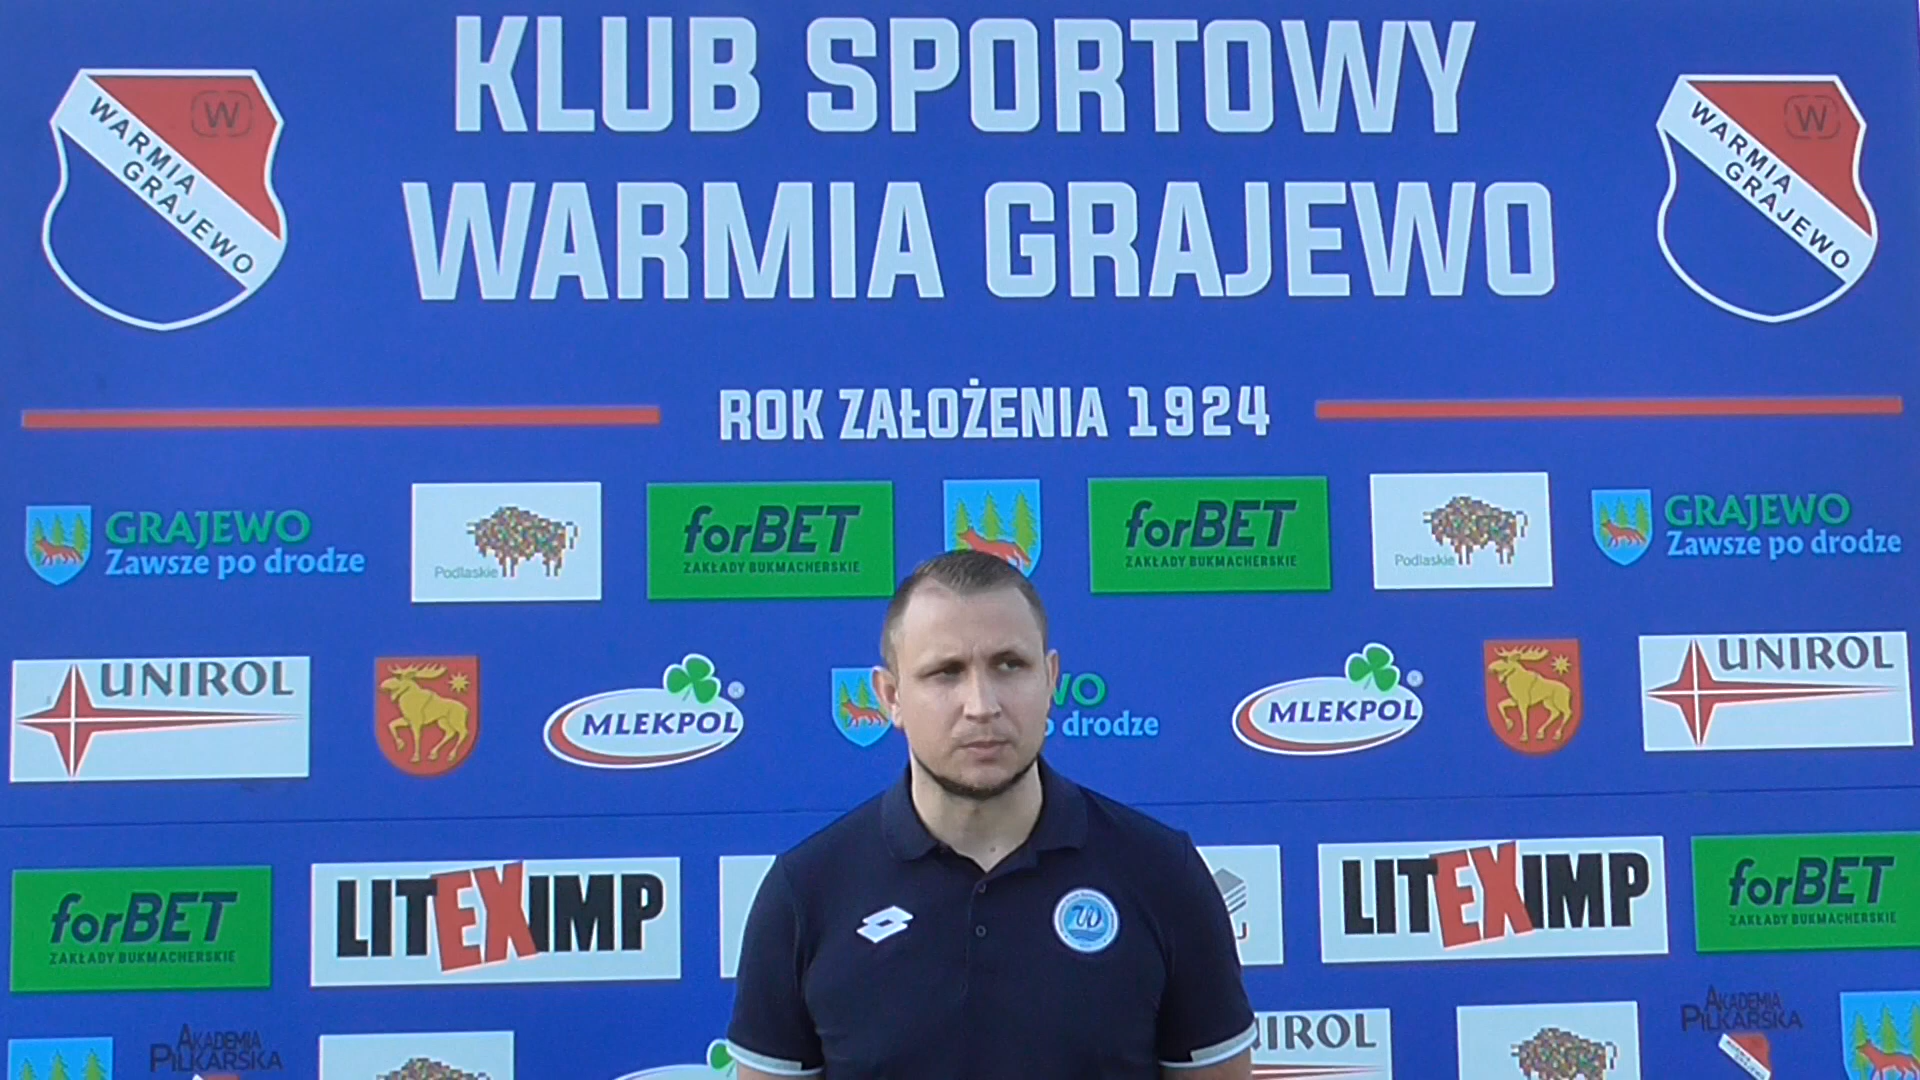 KLUB SPORTOWY
WARMIA GRAJEWO
W
WARMIA
GRAJEWO
W
WARMIA
GRAJEWO
ROK ZAŁOŻENIA 1924
GRAJEWO
Zawsze po drodze
Podlaskie
forBET
ZAKŁADY BUKMACHERSKIE
forBET
ZAKŁADY BUKMACHERSKIE
Podlaskie
GRAJEWO
Zawsze po drodze
UNIROL
MLEKPOL®
WO
drodze
MLEKPOL®
UNIROL
forBET
ZAKŁADY BUKMACHERSKIE
LITEXIMP
LITEXIMP
forBET
ZAKŁADY BUKMACHERSKIE
AKADEMIA
PIŁKARSKA
UNIROL
AKADEMIA
PIŁKARSKA